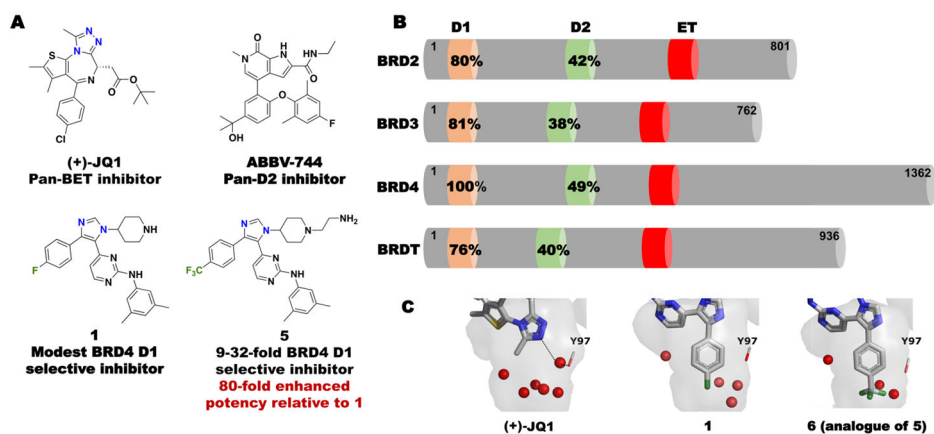 A
B
C
N
N
N
S
N
O
O
Cl
(+)-JQ1
Pan-BET inhibitor
O
H
N
N
H
N
O
O
F
OH
ABBV-744
Pan-D2 inhibitor
N
N
NH
F
N
N
NH
1
Modest BRD4 D1
selective inhibitor
N
N
N
NH2
F3C
N
N
NH
5
9-32-fold BRD4 D1
selective inhibitor
80-fold enhanced
potency relative to 1
D1 D2 ET
BRD2 1 80% 42% 801
BRD3 1 81% 38% 762
BRD4 1 100% 49% 1362
BRDT 1 76% 40% 936
Y97
Y97
Y97
(+)-JQ1 1 6 (analogue of 5)